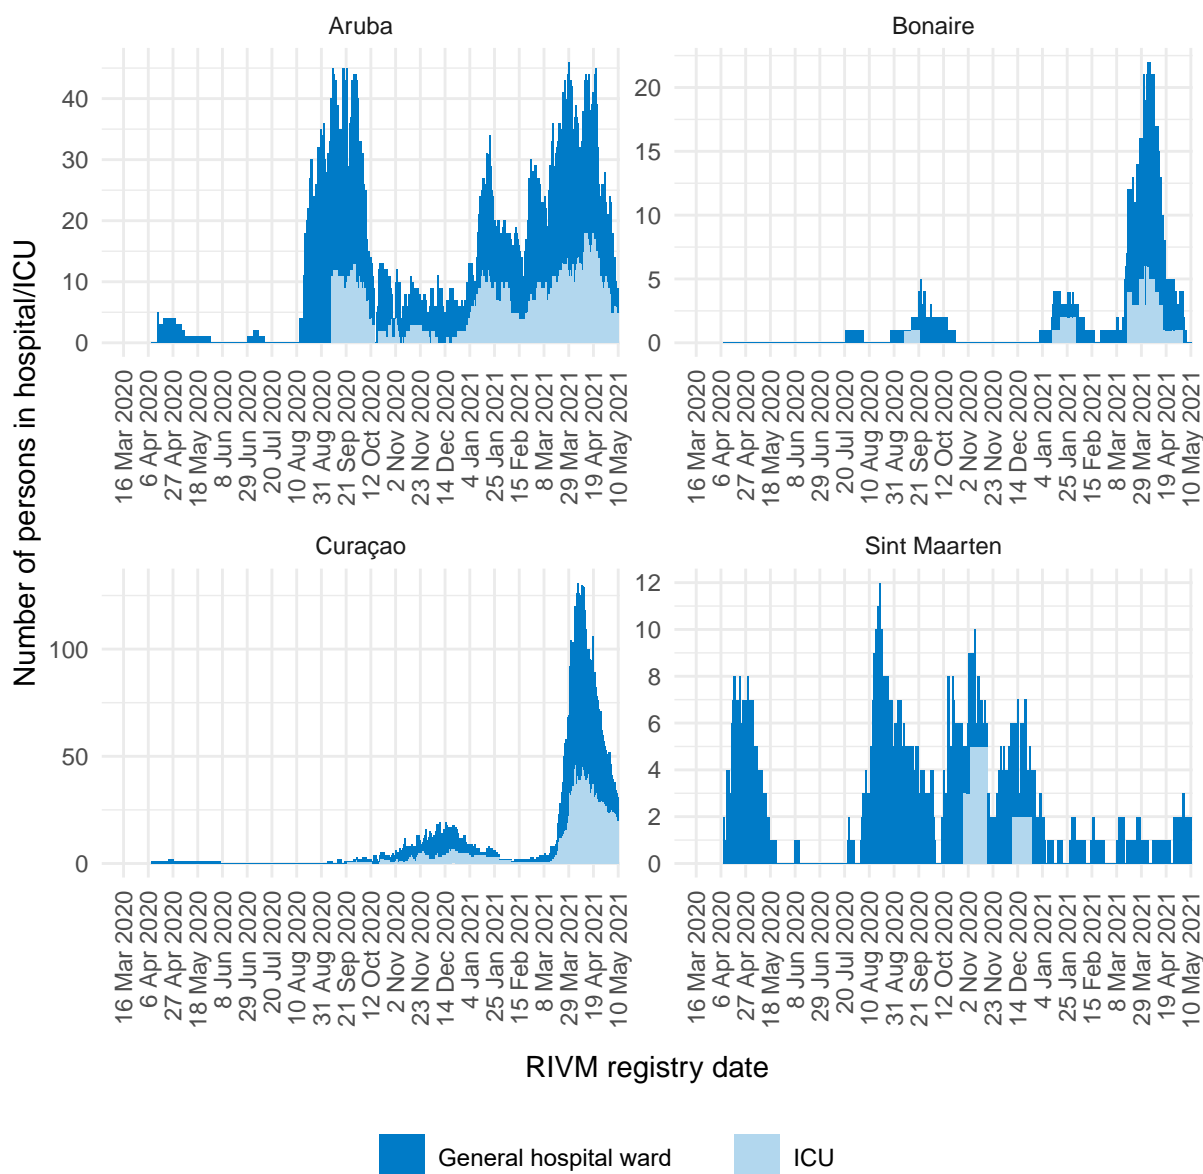 Aruba
Bonaire
40
30
20
10
0
20
15
10
5
0
16 Mar 2020
6 Apr 2020
27 Apr 2020
18 May 2020
8 Jun 2020
29 Jun 2020
20 Jul 2020
10 Aug 2020
31 Aug 2020
21 Sep 2020
12 Oct 2020
2 Nov 2020
23 Nov 2020
14 Dec 2020
4 Jan 2021
25 Jan 2021
15 Feb 2021
8 Mar 2021
29 Mar 2021
19 Apr 2021
10 May 2021
16 Mar 2020
6 Apr 2020
27 Apr 2020
18 May 2020
8 Jun 2020
29 Jun 2020
20 Jul 2020
10 Aug 2020
31 Aug 2020
21 Sep 2020
12 Oct 2020
2 Nov 2020
23 Nov 2020
14 Dec 2020
4 Jan 2021
25 Jan 2021
15 Feb 2021
8 Mar 2021
29 Mar 2021
19 Apr 2021
10 May 2021
Number of persons in hospital/ICU
Curaçao
Sint Maarten
100
50
0
12
10
8
6
4
2
0
16 Mar 2020
6 Apr 2020
27 Apr 2020
18 May 2020
8 Jun 2020
29 Jun 2020
20 Jul 2020
10 Aug 2020
31 Aug 2020
21 Sep 2020
12 Oct 2020
2 Nov 2020
23 Nov 2020
14 Dec 2020
4 Jan 2021
25 Jan 2021
15 Feb 2021
8 Mar 2021
29 Mar 2021
19 Apr 2021
10 May 2021
16 Mar 2020
6 Apr 2020
27 Apr 2020
18 May 2020
8 Jun 2020
29 Jun 2020
20 Jul 2020
10 Aug 2020
31 Aug 2020
21 Sep 2020
12 Oct 2020
2 Nov 2020
23 Nov 2020
14 Dec 2020
4 Jan 2021
25 Jan 2021
15 Feb 2021
8 Mar 2021
29 Mar 2021
19 Apr 2021
10 May 2021
RIVM registry date
General hospital ward
ICU